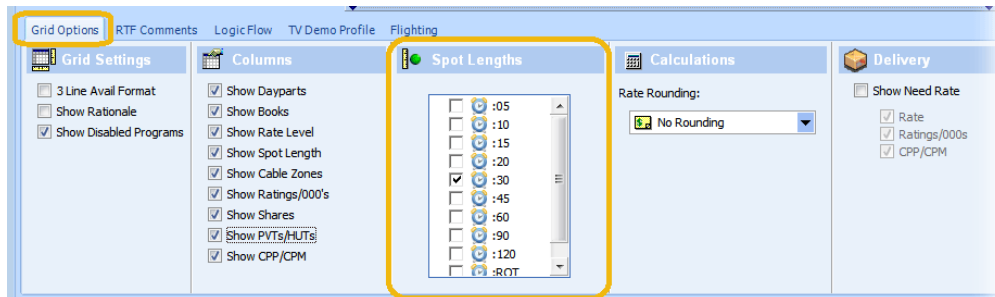 Grid Options RTF Comments Logic Flow TV Demo Profile Flighting
Grid Settings
3 Line Avail Format
Show Rationale
Show Disabled Programs
Columns
Show Dayparts
Show Books
Show Rate Level
Show Spot Length
Show Cable Zones
Show Ratings/000's
Show Shares
Show PVTs/HUTs
Show CPP/CPM
Spot Lengths
:05
:10
:15
:20
:30
:45
:60
:90
:120
:ROT
Calculations
Rate Rounding:
No Rounding
Delivery
Show Need Rate
Rate
Ratings/000s
CPP/CPM